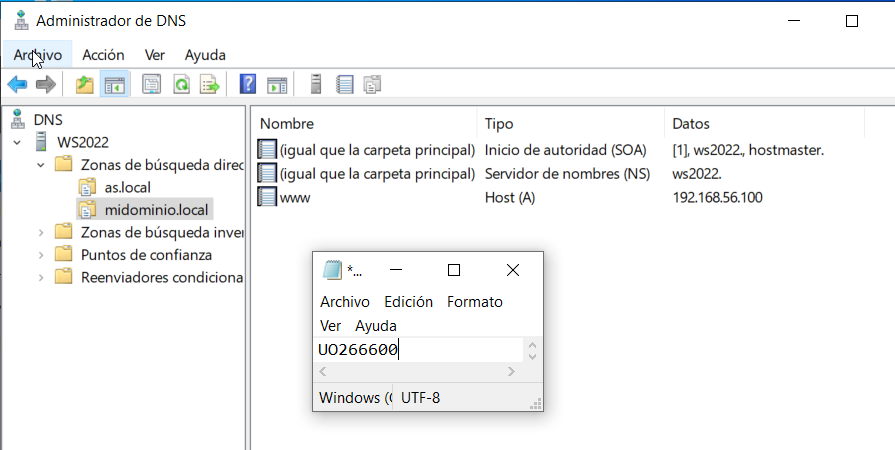 Administrador de DNS
Archivo Acción Ver Ayuda
DNS
WS2022
Zonas de búsqueda direc
as.local
midominio.local
Zonas de búsqueda inver
Puntos de confianza
Reenviadores condiciona
Nombre Tipo Datos
(igual que la carpeta principal) Inicio de autoridad (SOA) [1], ws2022., hostmaster.
(igual que la carpeta principal) Servidor de nombres (NS) ws2022.
www Host (A) 192.168.56.100
*...
Archivo Edición Formato
Ver Ayuda
UO266600
Windows (C UTF-8